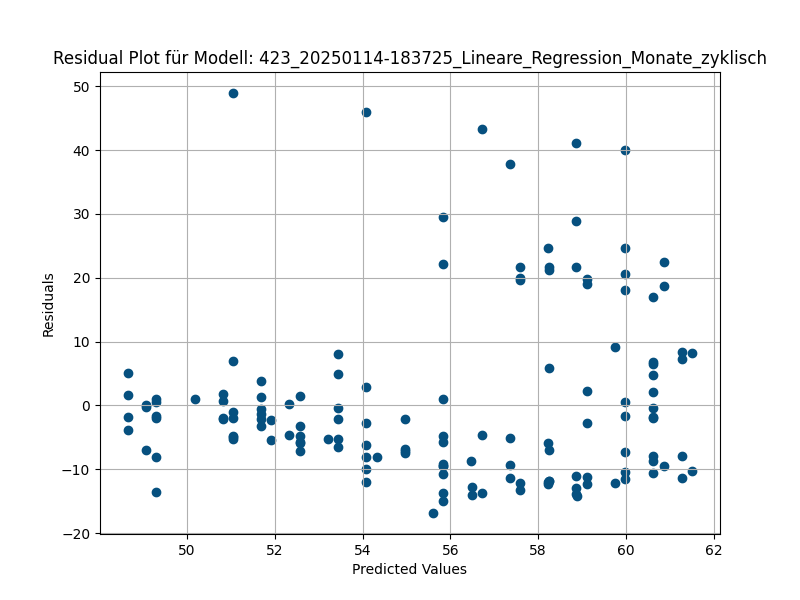 Residual Plot für Modell: 423_20250114-183725_Lineare_Regression_Monate_zyklisch
50
40
30
20
10
0
−10
−20
Residuals
50 52 54 56 58 60 62
Predicted Values